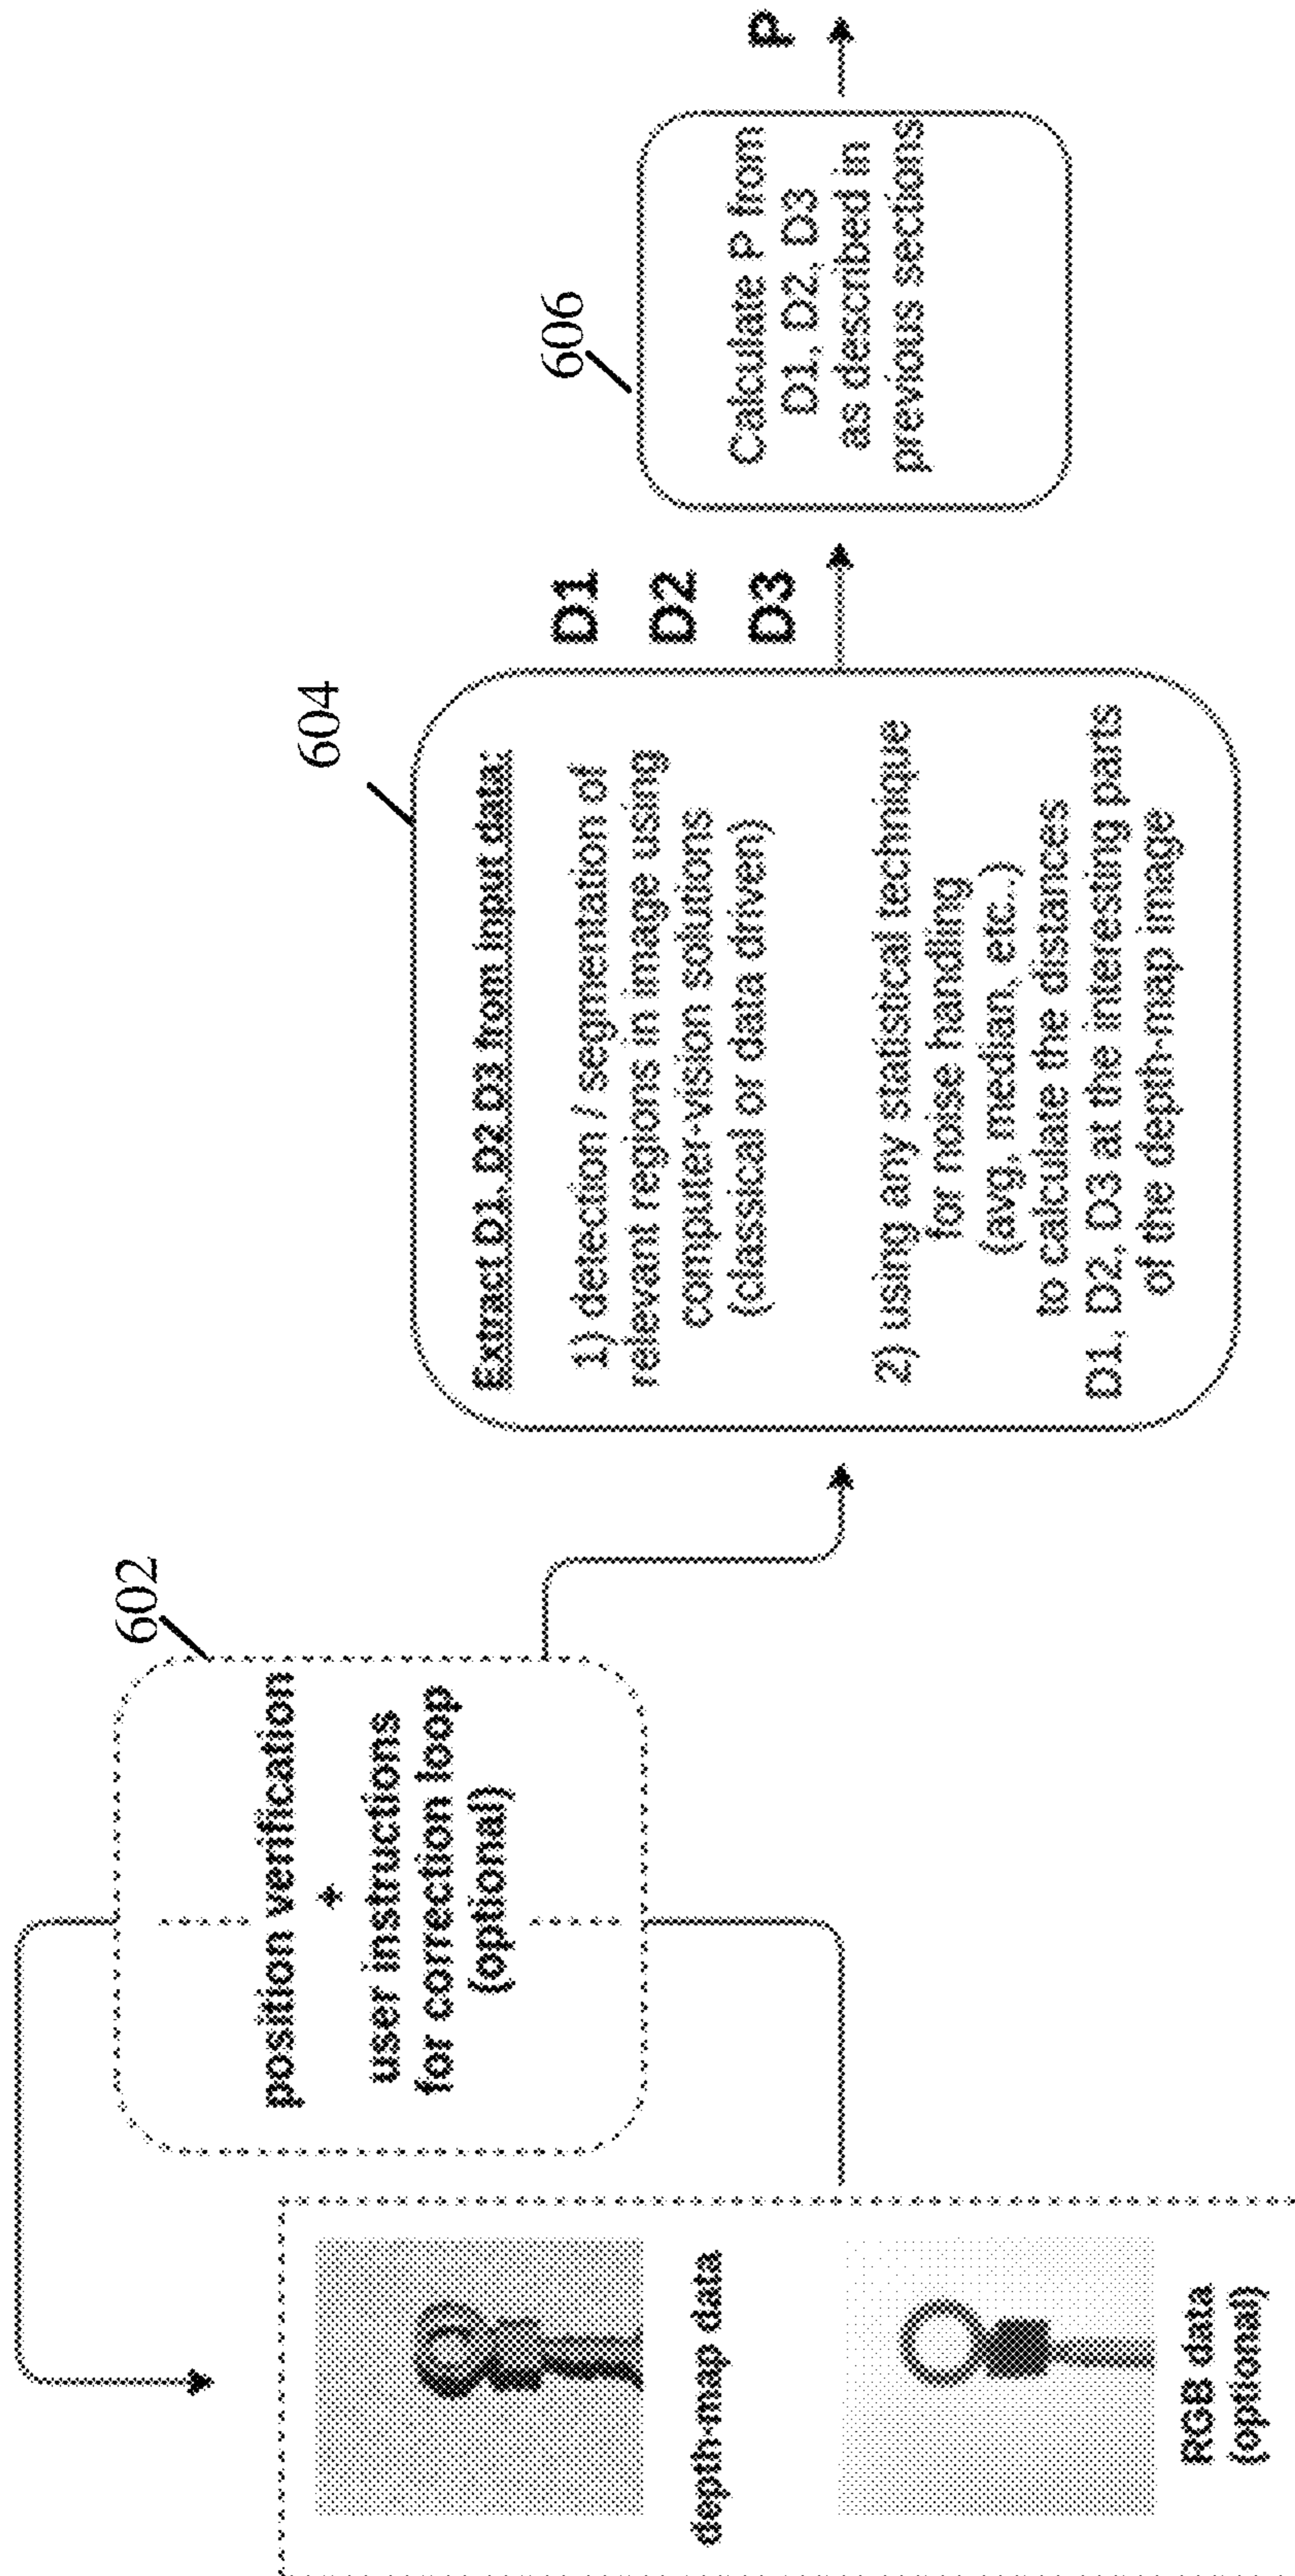 depth-map data
RGB data
(optional)
602
position verification
+
user instructions
for correction loop
(optional)
604
Extract D1, D2 D3 from input data:
1) detection / segmentation of
relevant regions in image using
computer-vision solutions
(classical or data driven)
2) using any statistical technique
for noise handling
(avg, median, etc..)
to calculate the distances
D1, D2, D3 at the interesting parts
of the depth-map image
D1
D2
D3
606
Calculate P from
D1, D2, D3
as described in
previous sections
P